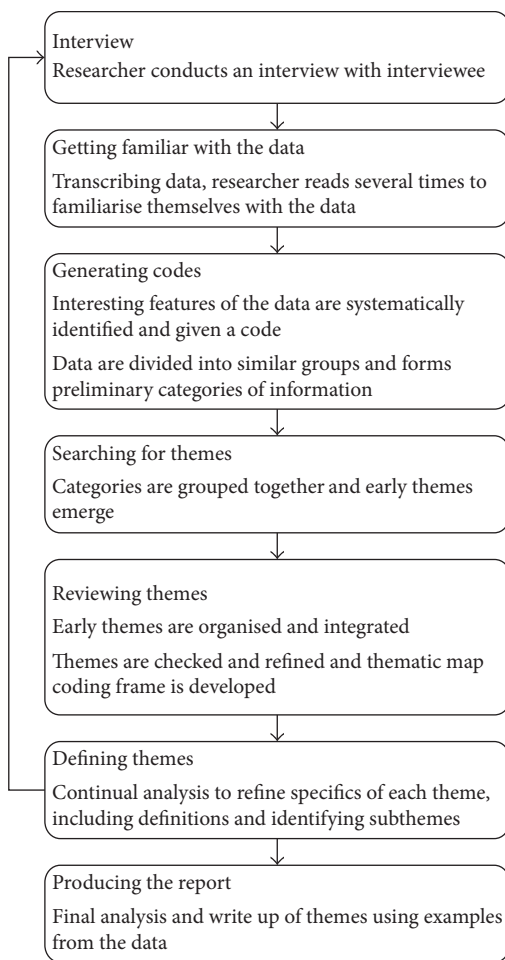 Interview
Researcher conducts an interview with interviewee
Getting familiar with the data
Transcribing data, researcher reads several times to
familiarise themselves with the data
Generating codes
Interesting features of the data are systematically
identified and given a code
Data are divided into similar groups and forms
preliminary categories of information
Searching for themes
Categories are grouped together and early themes
emerge
Reviewing themes
Early themes are organised and integrated
Themes are checked and refined and thematic map
coding frame is developed
Defining themes
Continual analysis to refine specifics of each theme,
including definitions and identifying subthemes
Producing the report
Final analysis and write up of themes using examples
from the data